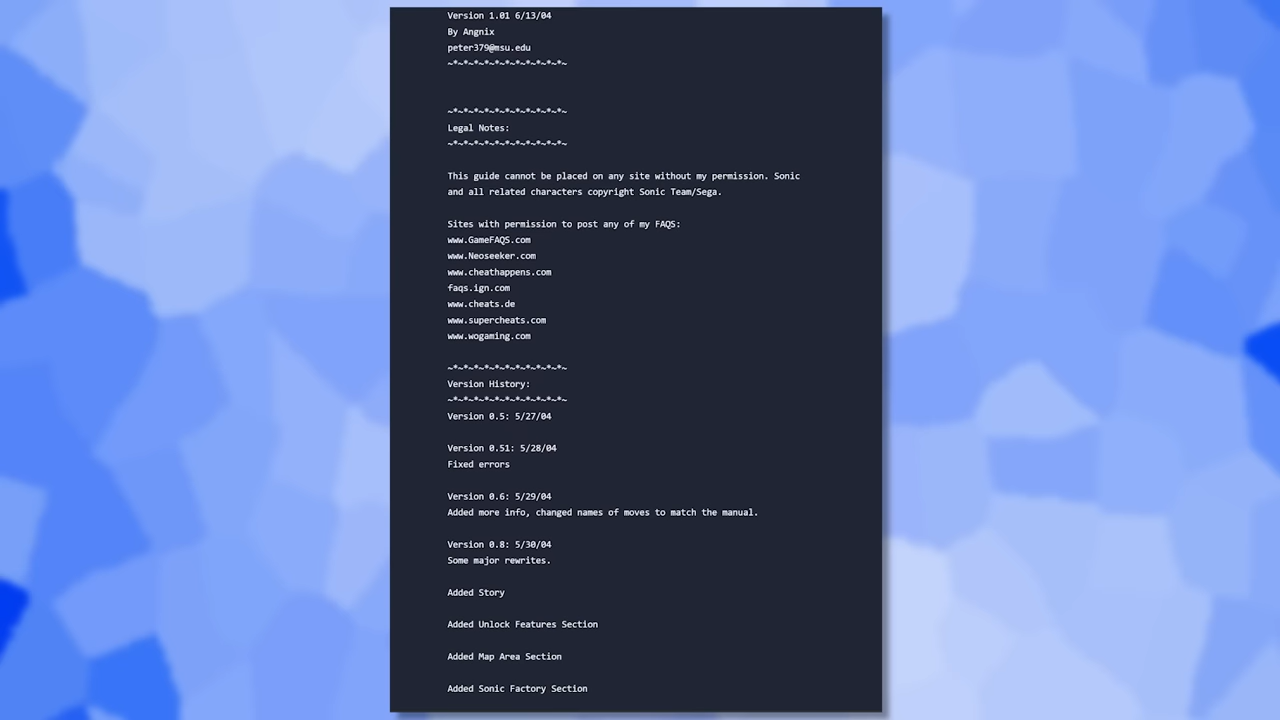 Version 1.01 6/13/04
By Angnix
peter379@msu.edu
~*~*~*~*~*~*~*~*~*~*~*~
~*~*~*~*~*~*~*~*~*~*~*~
Legal Notes:
~*~*~*~*~*~*~*~*~*~*~*~
This guide cannot be placed on any site without my permission. Sonic
and all related characters copyright Sonic Team/Sega.
Sites with permission to post any of my FAQS:
www.GameFAQS.com
www.Neoseeker.com
www.cheathappens.com
faqs.ign.com
www.cheats.de
www.supercheats.com
www.wogaming.com
~*~*~*~*~*~*~*~*~*~*~*~
Version History:
~*~*~*~*~*~*~*~*~*~*~*~
Version 0.5: 5/27/04
Version 0.51: 5/28/04
Fixed errors
Version 0.6: 5/29/04
Added more info, changed names of moves to match the manual.
Version 0.8: 5/30/04
Some major rewrites.
Added Story
Added Unlock Features Section
Added Map Area Section
Added Sonic Factory Section